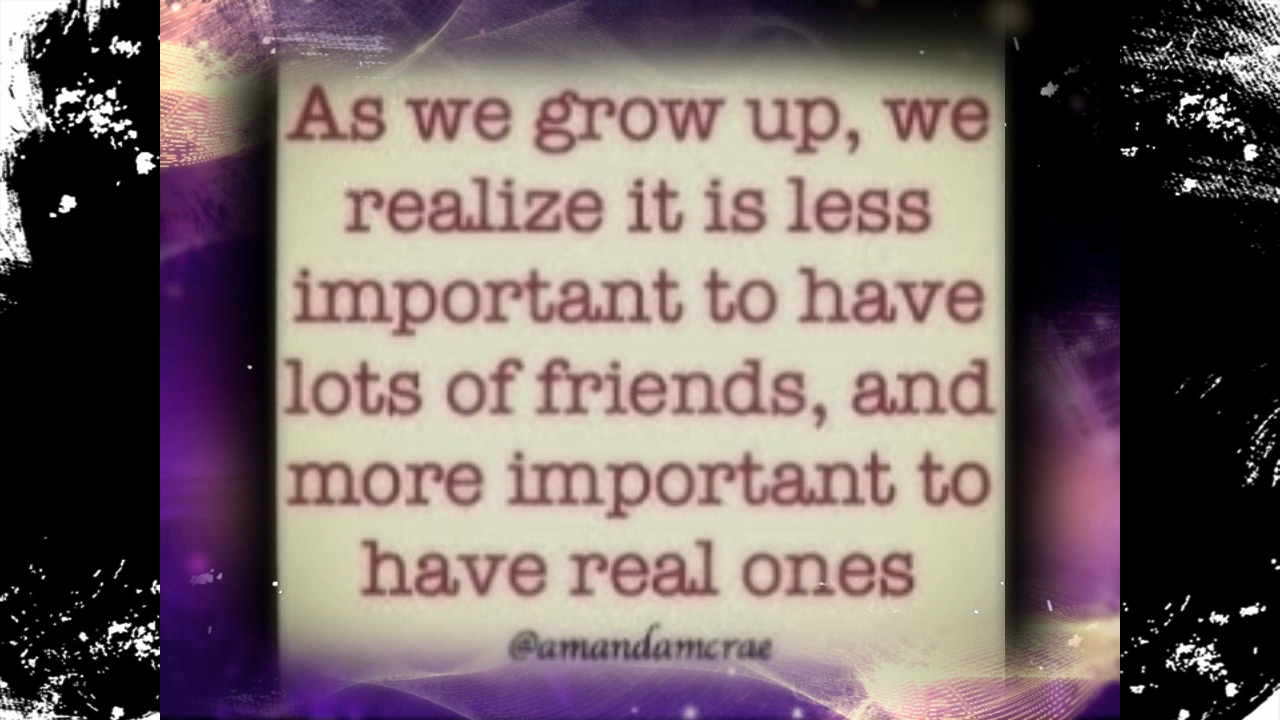 As we grow up, we
realize it is less
important to have
lots of friends, and
more important to
have real ones
@amandamcrae